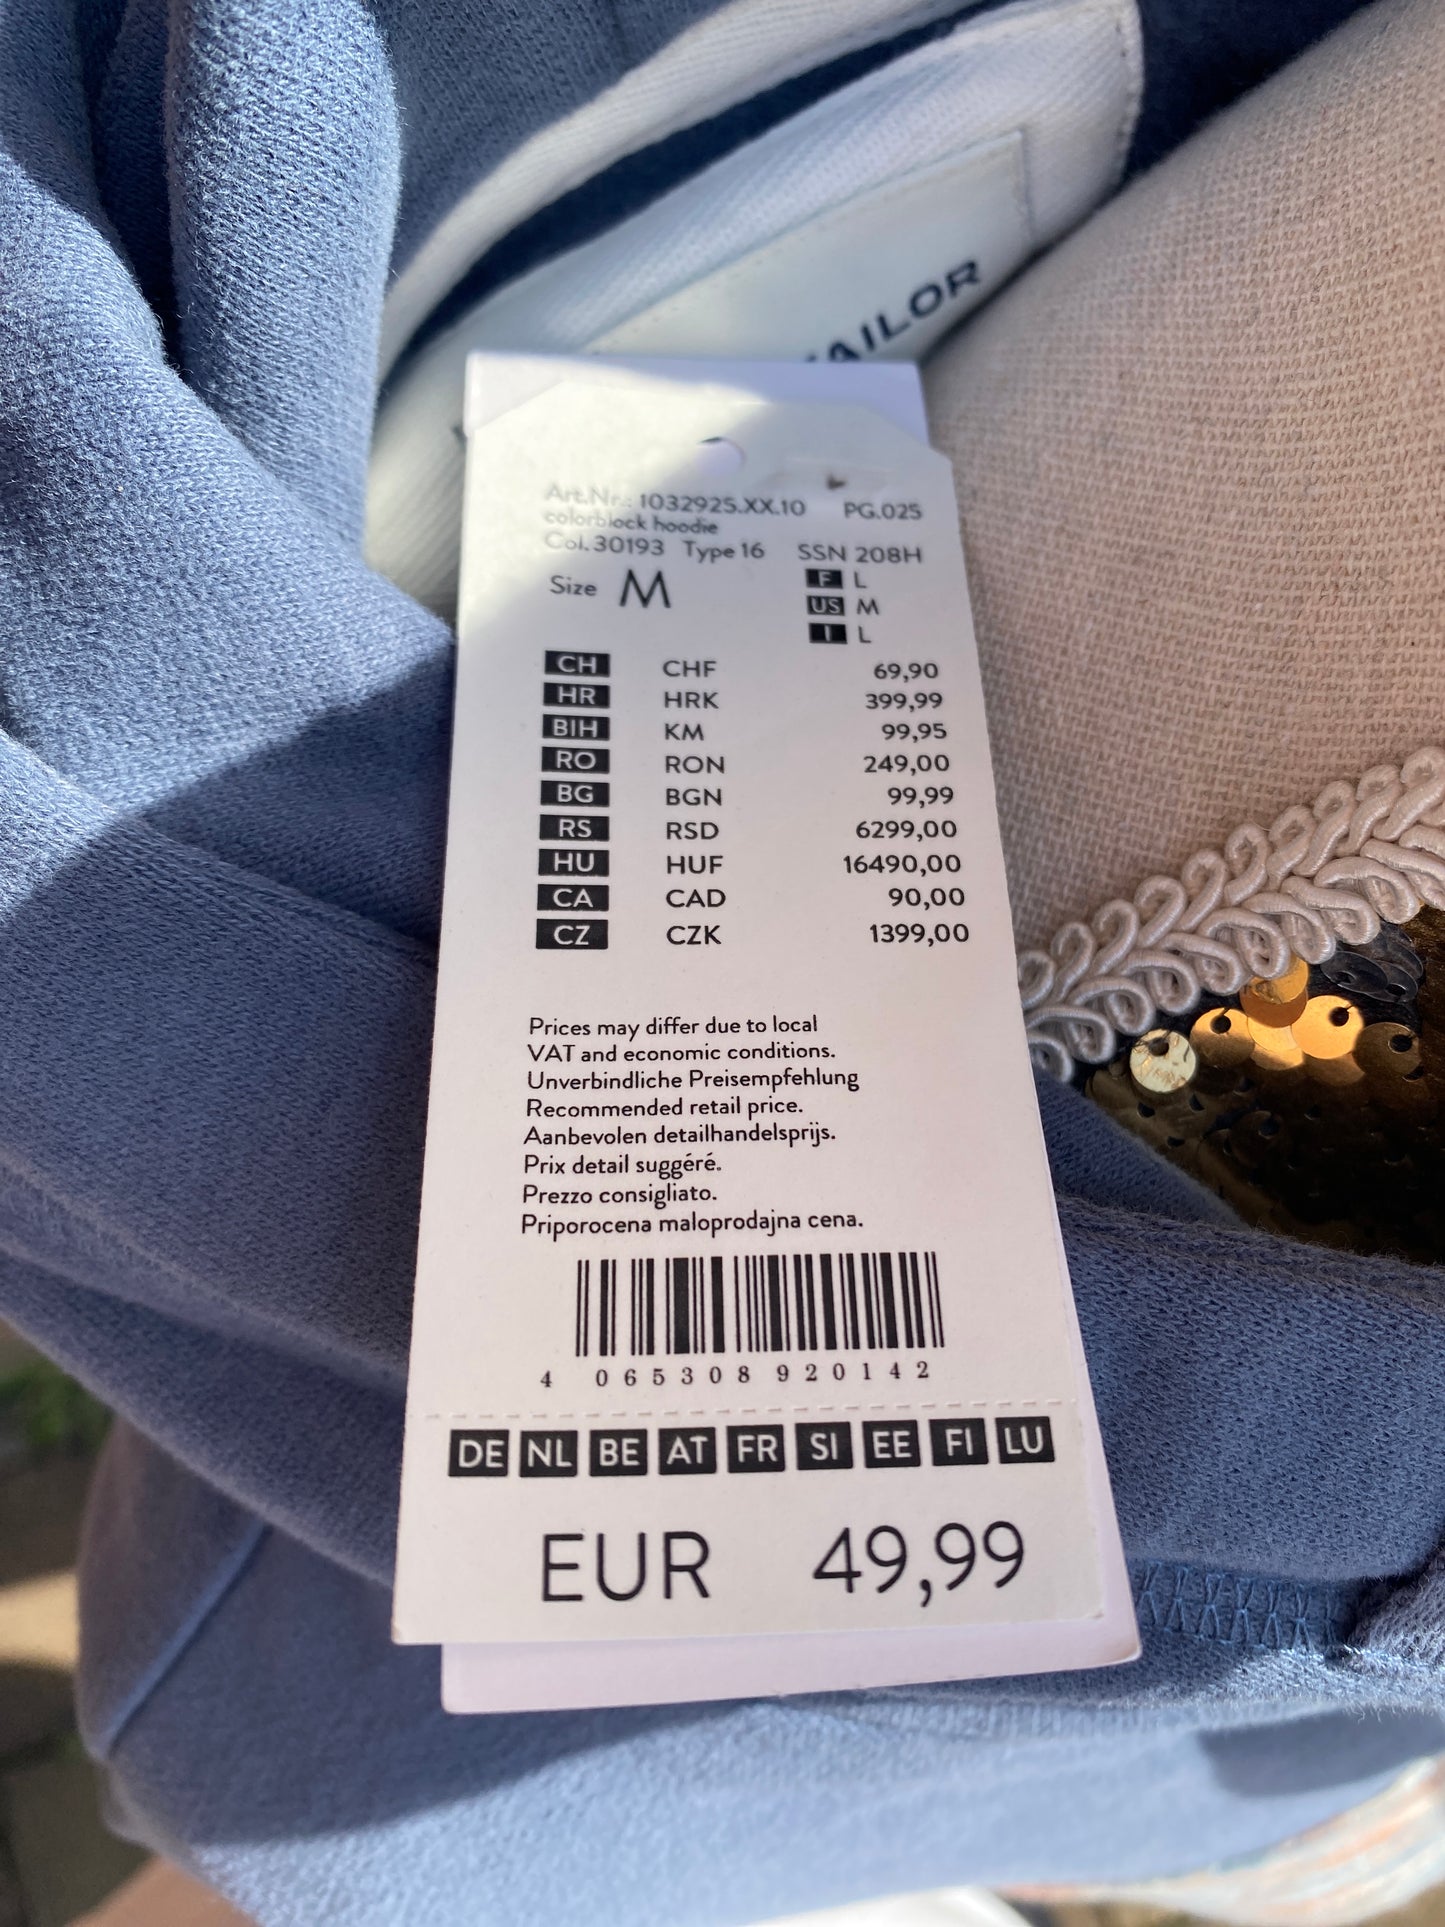 TAILOR
Art.Nr.: 1032925.XX.10 PG.025
colorblock hoodie
Col.30193 Type 16 SSN 208H
Size M
F L
US M
I L
CH CHF 69,90
HR HRK 399,99
BIH KM 99,95
RO RON 249,00
BG BGN 99,99
RS RSD 6299,00
HU HUF 16490,00
CA CAD 90,00
CZ CZK 1399,00
Prices may differ due to local
VAT and economic conditions.
Unverbindliche Preisempfehlung
Recommended retail price.
Aanbevolen detailhandelsprijs.
Prix detail suggéré.
Prezzo consigliato.
Priporocena maloprodajna cena.
4 065308 920142
DE NL BE AT FR SI EE FI LU
EUR 49,99